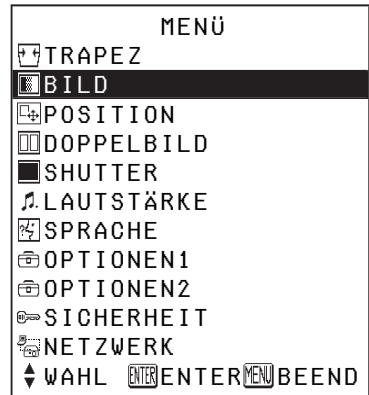 MENÜ
TRAPEZ
BILD
POSITION
DOPPELBILD
SHUTTER
LAUTSTÄRKE
SPRACHE
OPTIONEN1
OPTIONEN2
SICHERHEIT
NETZWERK
WAHL ENTER ENTER MENU BEEND